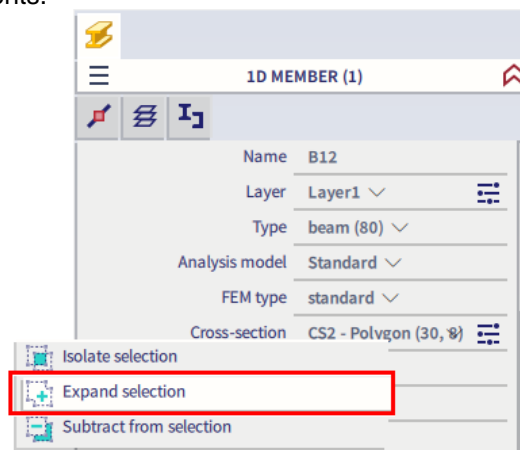 1D MEMBER (1)
Name B12
Layer Layer1
Type beam (80)
Analysis model Standard
FEM type standard
Cross-section CS2 - Polygon (30, 8)
Isolate selection
Expand selection
Subtract from selection